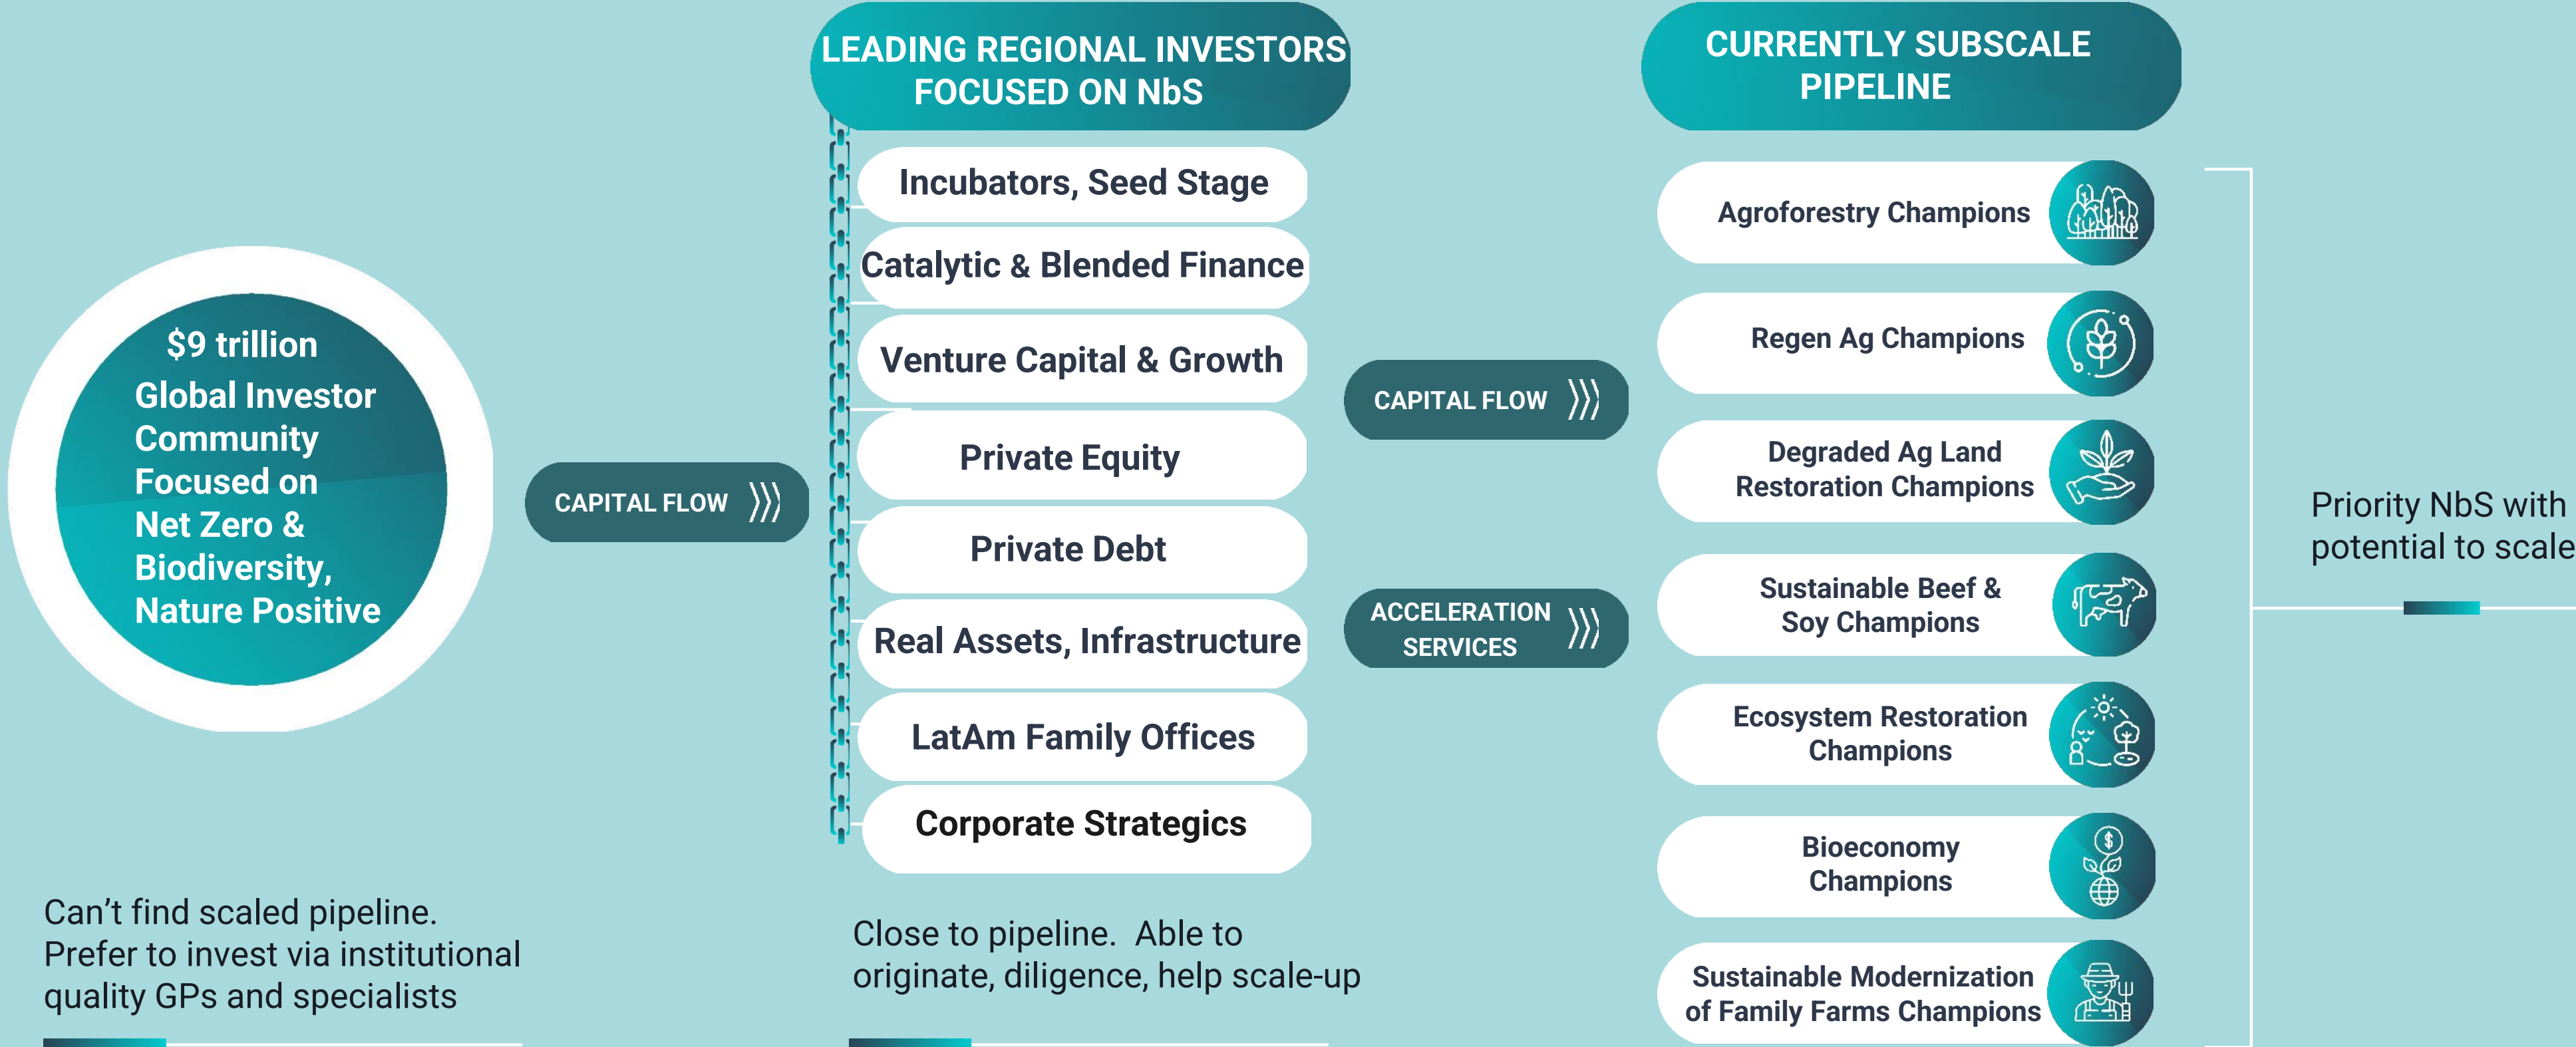 $9 trillion
Global Investor
Community
Focused on
Net Zero &
Biodiversity,
Nature Positive
Can’t find scaled pipeline.
Prefer to invest via institutional
quality GPs and specialists
CAPITAL FLOW
LEADING REGIONAL INVESTORS
FOCUSED ON NbS
Incubators, Seed Stage
Catalytic & Blended Finance
Venture Capital & Growth
Private Equity
Private Debt
Real Assets, Infrastructure
LatAm Family Offices
Corporate Strategics
Close to pipeline.  Able to
originate, diligence, help scale-up
CAPITAL FLOW
ACCELERATION
SERVICES
CURRENTLY SUBSCALE
PIPELINE
Agroforestry Champions
Regen Ag Champions
Degraded Ag Land
Restoration Champions
Sustainable Beef &
Soy Champions
Ecosystem Restoration
Champions
Bioeconomy
Champions
Sustainable Modernization
of Family Farms Champions
Priority NbS with
potential to scale